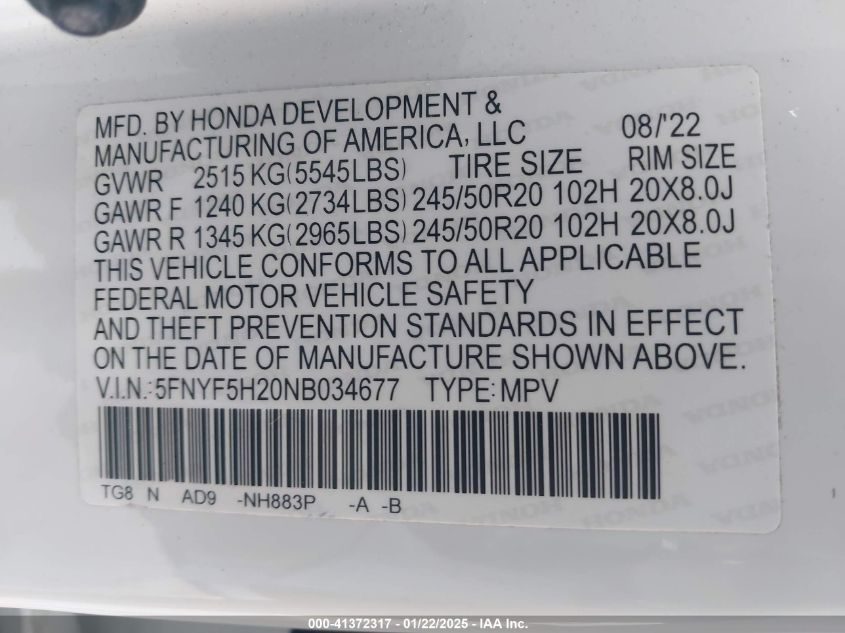 MFD. BY HONDA DEVELOPMENT &
MANUFACTURING OF AMERICA, LLC 08/'22
GVWR 2515 KG(5545LBS) TIRE SIZE RIM SIZE
GAWR F 1240 KG(2734LBS) 245/50R20 102H 20X8.0J
GAWR R 1345 KG(2965LBS) 245/50R20 102H 20X8.0J
THIS VEHICLE CONFORMS TO ALL APPLICABLE
FEDERAL MOTOR VEHICLE SAFETY
AND THEFT PREVENTION STANDARDS IN EFFECT
ON THE DATE OF MANUFACTURE SHOWN ABOVE.
V.I.N.: 5FNYF5H20NB034677 TYPE: MPV
TG8 N AD9 -NH883P -A -B
000-41372317 - 01/22/2025 - IAA Inc.